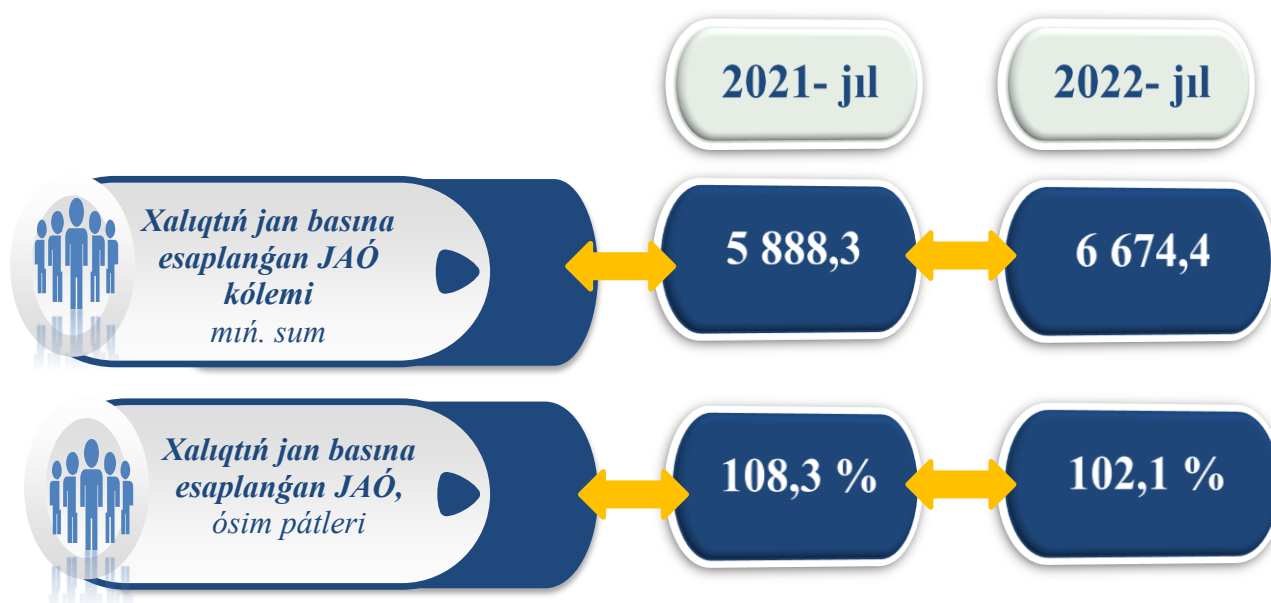 2021- jıl
2022- jıl
Xalıqtıń jan basına
esaplanǵan JAÓ
kólemi
mıń. sum
5 888,3
6 674,4
Xalıqtıń jan basına
esaplanǵan JAÓ,
ósim pátleri
108,3 %
102,1 %